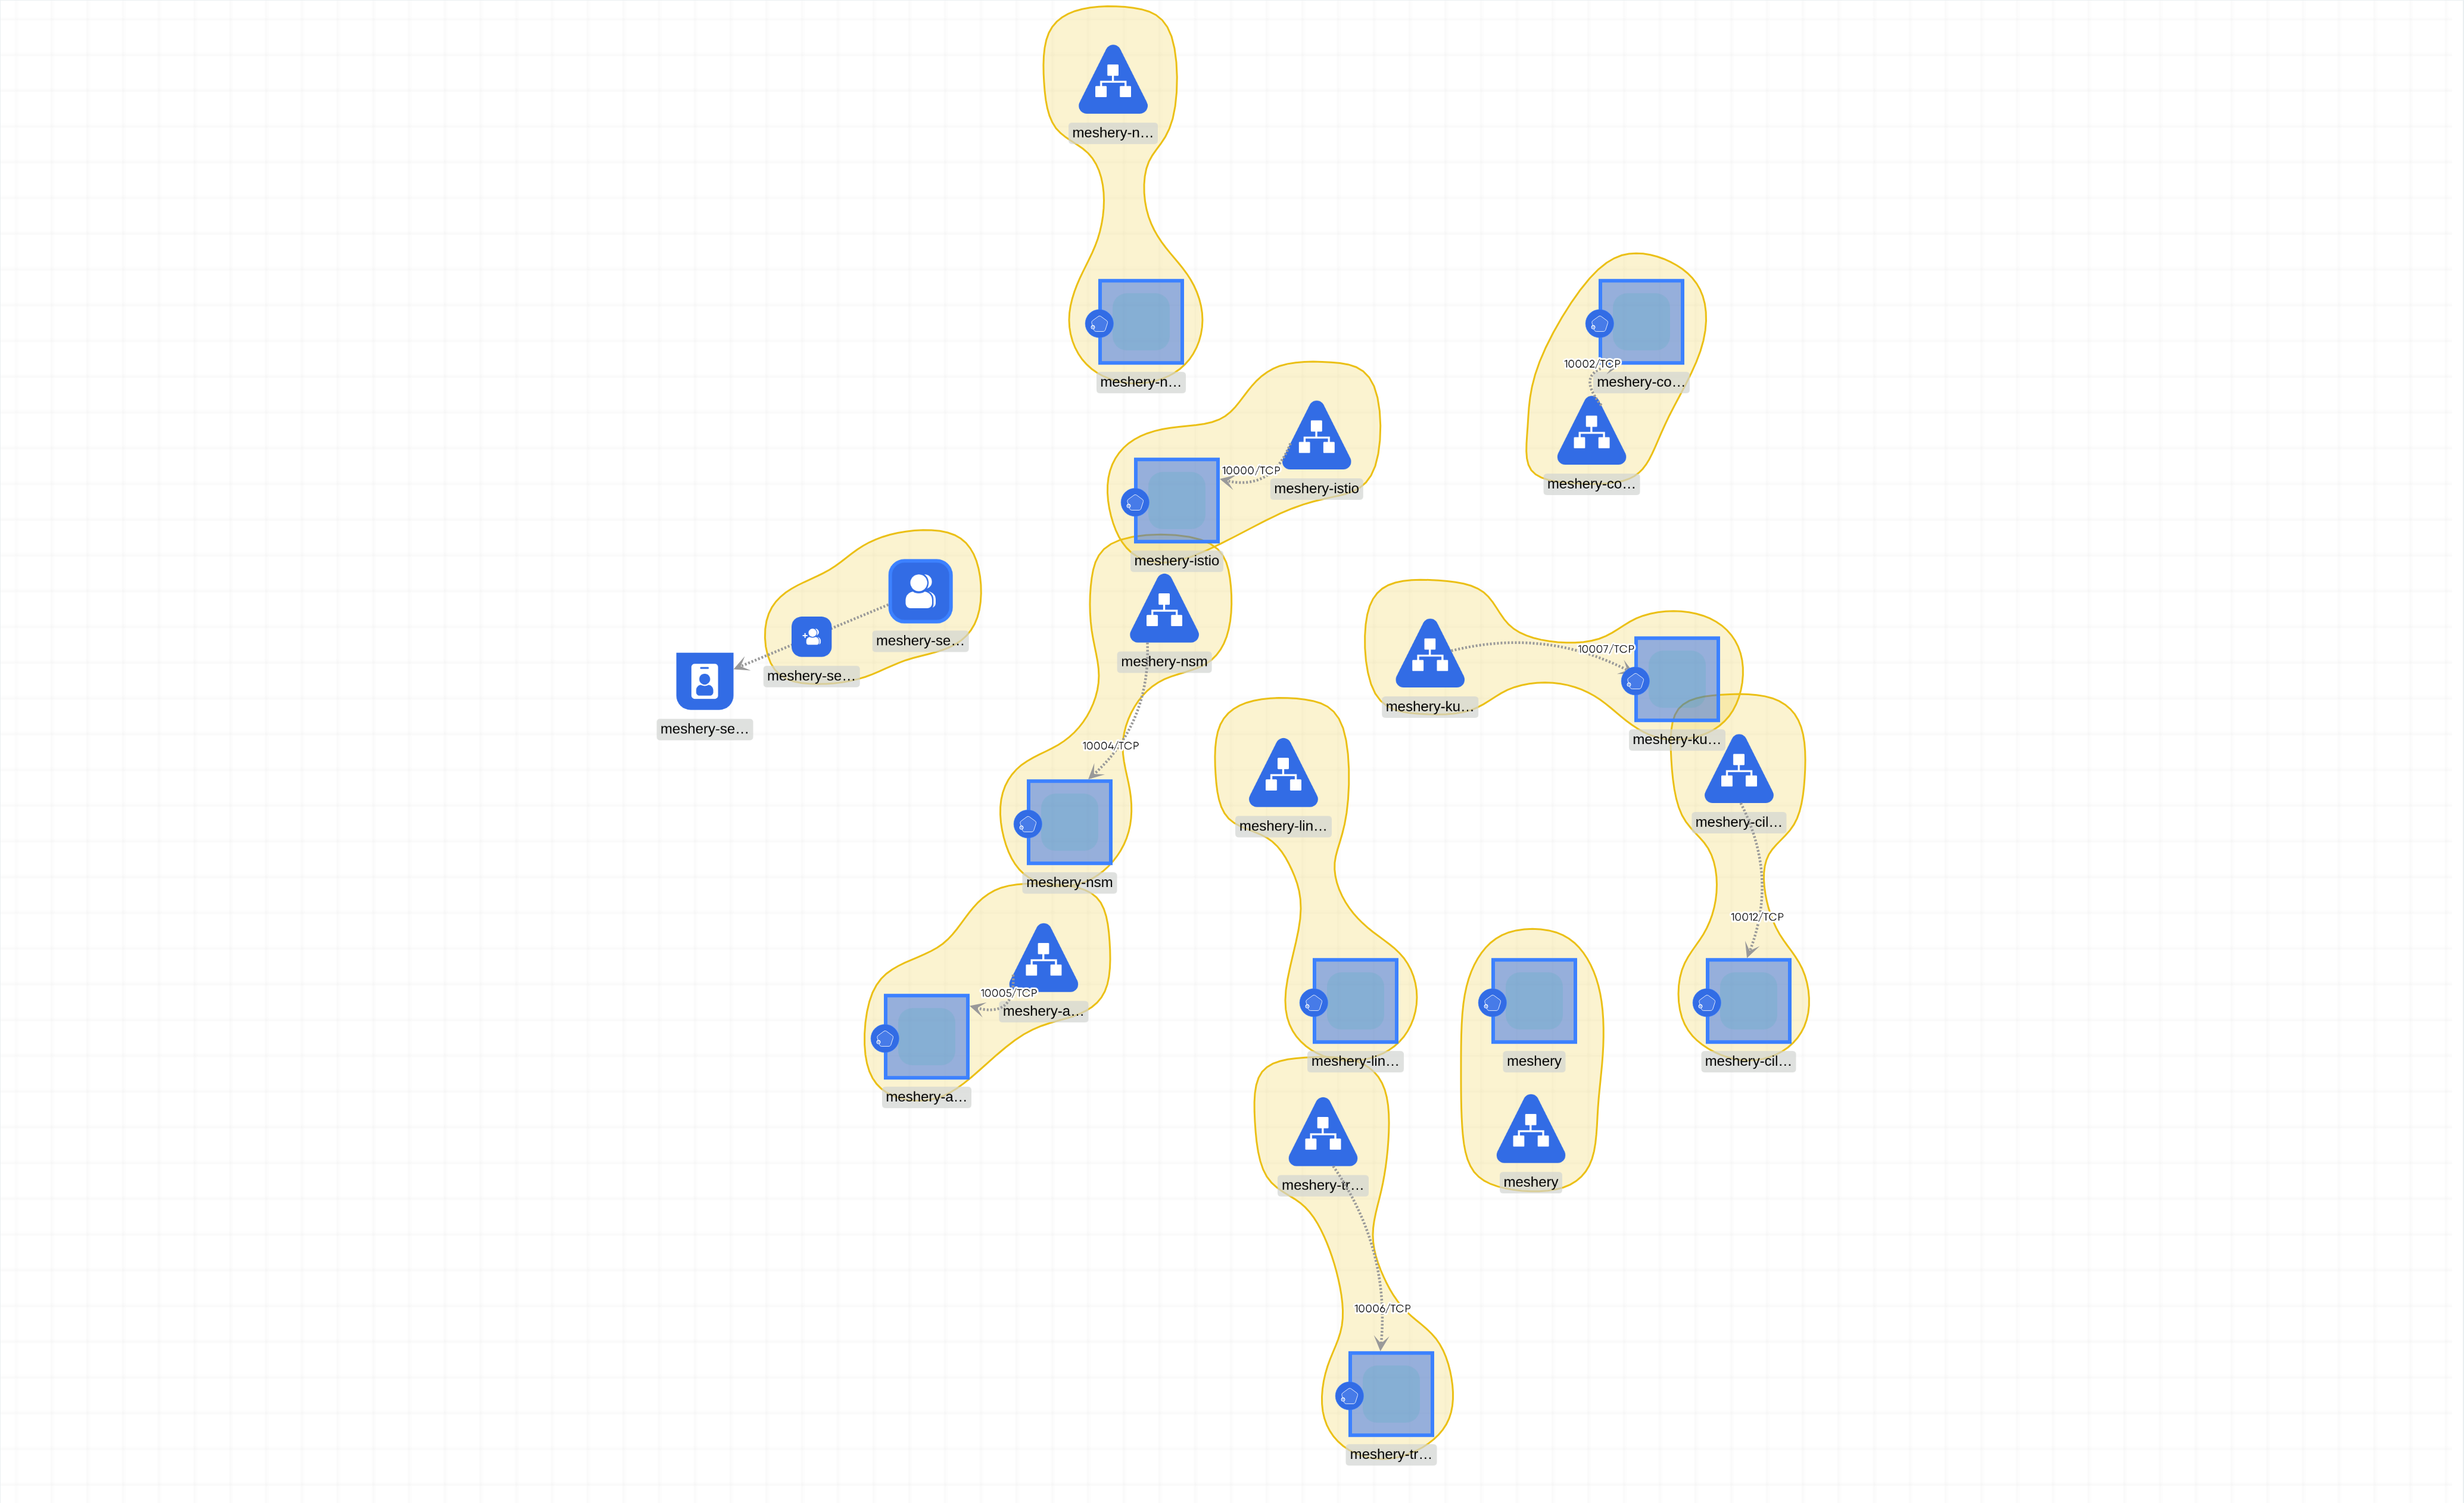 meshery-n…
meshery-n…
10002/TCP
meshery-co…
meshery-co…
10000/TCP
meshery-istio
meshery-istio
meshery-se…
meshery-se…
meshery-se…
meshery-nsm
10004/TCP
meshery-nsm
10007/TCP
meshery-ku…
meshery-ku…
meshery-lin…
meshery-cil…
10012/TCP
10005/TCP
meshery-a…
meshery-a…
meshery-lin…
meshery
meshery-cil…
meshery-tr…
meshery
10006/TCP
meshery-tr…